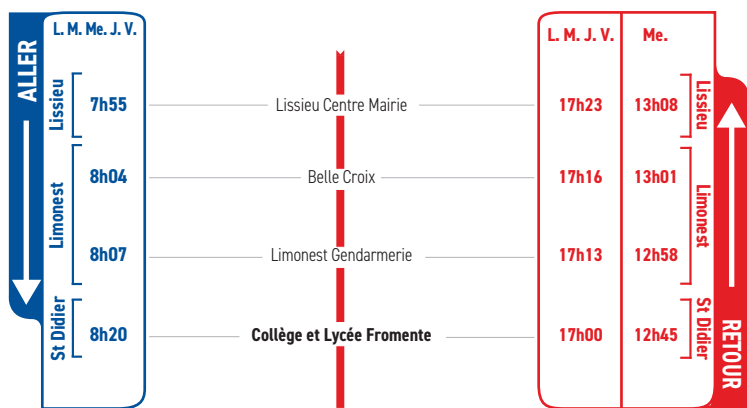 ALLER
L. M. Me. J. V.
L. M. J. V.
Me.
Lissieu
7h55
Lissieu Centre Mairie
17h23
13h08
Lissieu
Limonest
8h04
Belle Croix
17h16
13h01
Limonest
8h07
Limonest Gendarmerie
17h13
12h58
St Didier
8h20
Collège et Lycée Fromente
17h00
12h45
St Didier
RETOUR